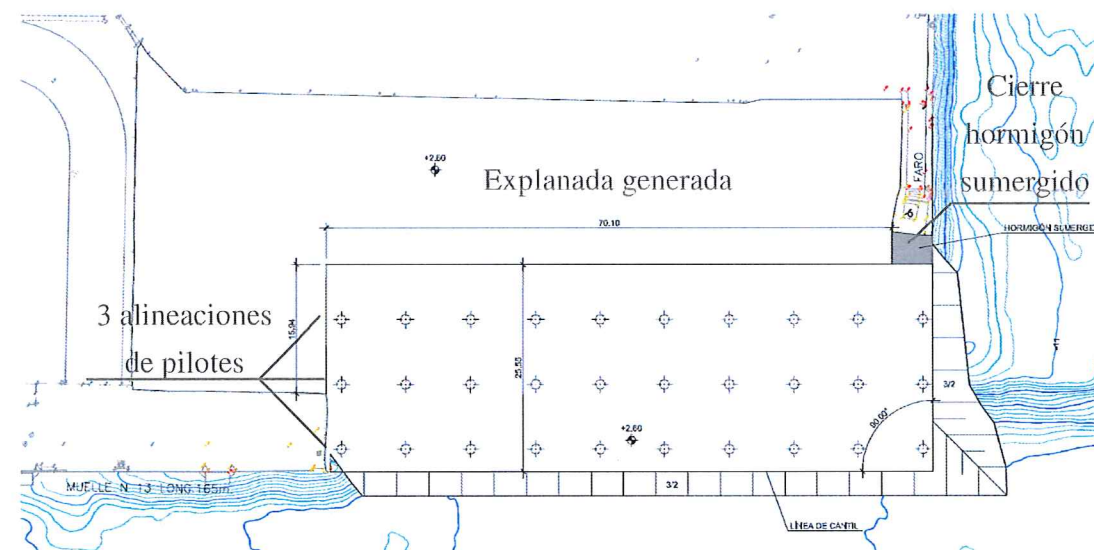 Cierre
hormigón
sumergido
+2.60
Explanada generada
FARO
70.10
HORMIGÓN SUMERGID
3 alineaciones
de pilotes
15.94
25.55
3/2
90.00°
+2.60
MUELLE N 13 LONG.165m.
3/2
LÍNEA DE CANTIL